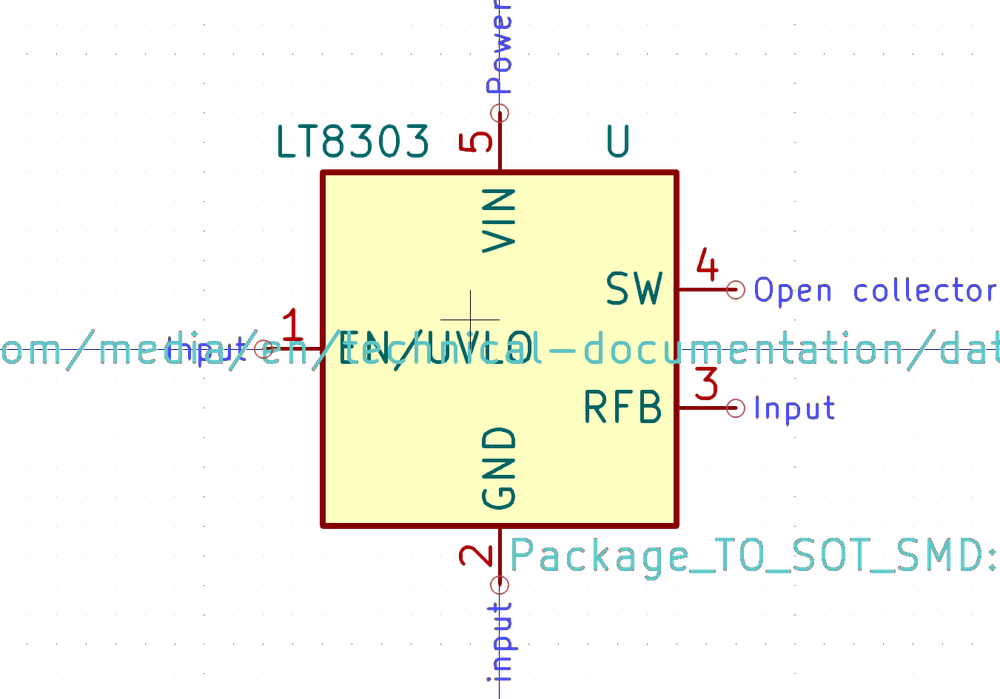 Power
LT8303
5
U
VIN
4
SW
Open collector
1
Input
EN/UVLO
om/media/en/technical-documentation/dat
3
RFB
Input
GND
2
Package_TO_SOT_SMD:
input